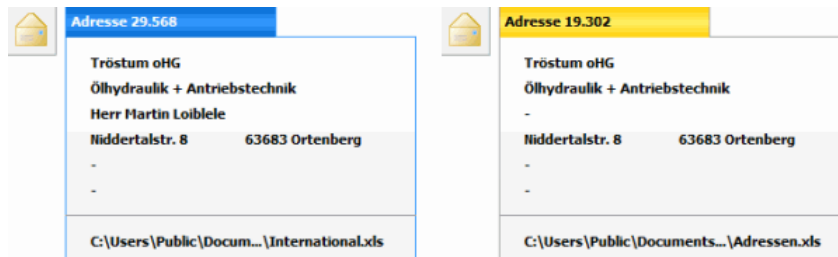 Adresse 29.568
Tröstum oHG
Ölhydraulik + Antriebstechnik
Herr Martin Loiblele
Niddertalstr. 8 63683 Ortenberg
-
-
C:\Users\Public\Docum...\International.xls
Adresse 19.302
Tröstum oHG
Ölhydraulik + Antriebstechnik
-
Niddertalstr. 8 63683 Ortenberg
-
-
C:\Users\Public\Documents...\Adressen.xls